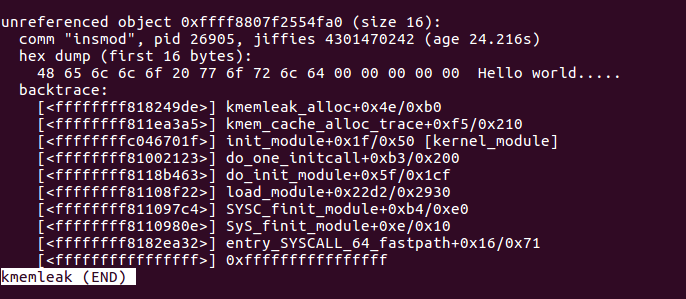 unreferenced object 0xffff8807f2554fa0 (size 16):
  comm "insmod", pid 26905, jiffies 4301470242 (age 24.216s)
  hex dump (first 16 bytes):
    48 65 6c 6c 6f 20 77 6f 72 6c 64 00 00 00 00 00  Hello world.....
  backtrace:
    [<ffffffff818249de>] kmemleak_alloc+0x4e/0xb0
    [<ffffffff811ea3a5>] kmem_cache_alloc_trace+0xf5/0x210
    [<ffffffffc046701f>] init_module+0x1f/0x50 [kernel_module]
    [<ffffffff81002123>] do_one_initcall+0xb3/0x200
    [<ffffffff8118b463>] do_init_module+0x5f/0x1cf
    [<ffffffff81108f22>] load_module+0x22d2/0x2930
    [<ffffffff811097c4>] SYSC_finit_module+0xb4/0xe0
    [<ffffffff8110980e>] SyS_finit_module+0xe/0x10
    [<ffffffff8182ea32>] entry_SYSCALL_64_fastpath+0x16/0x71
    [<ffffffffffffffff>] 0xffffffffffffffff
kmemleak (END)